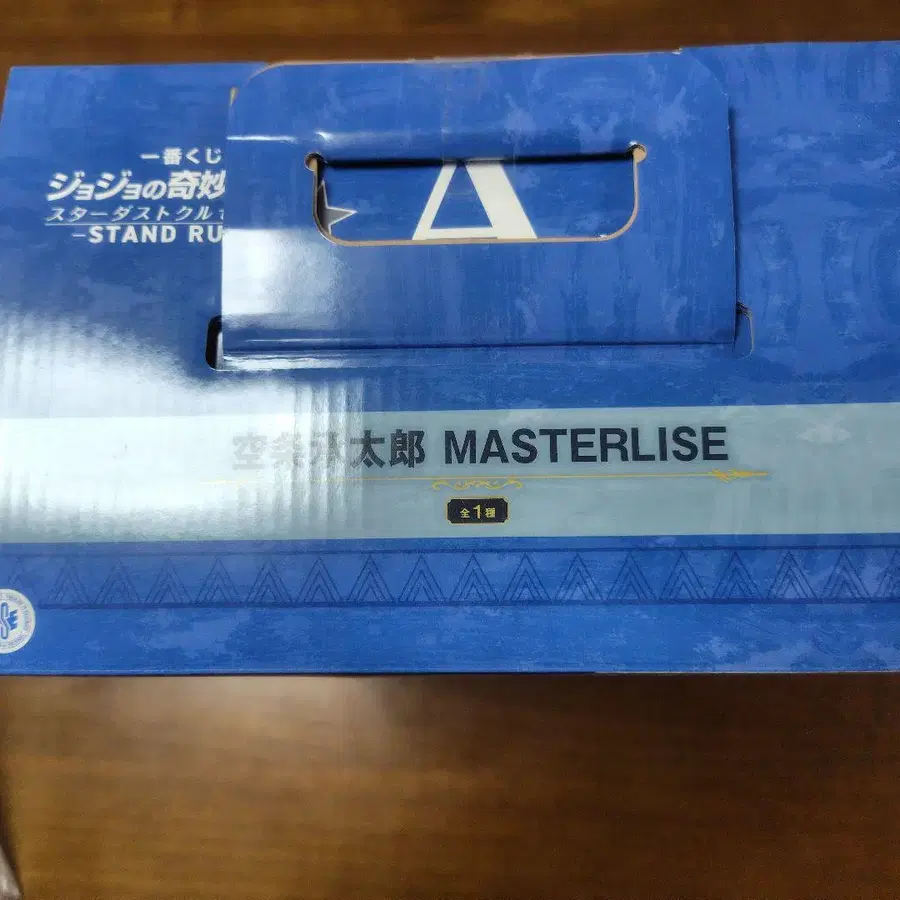 一番くじ
ジョジョの奇妙
スターダストクル
-STAND RU
A
空条承太郎 MASTERLISE
全1種